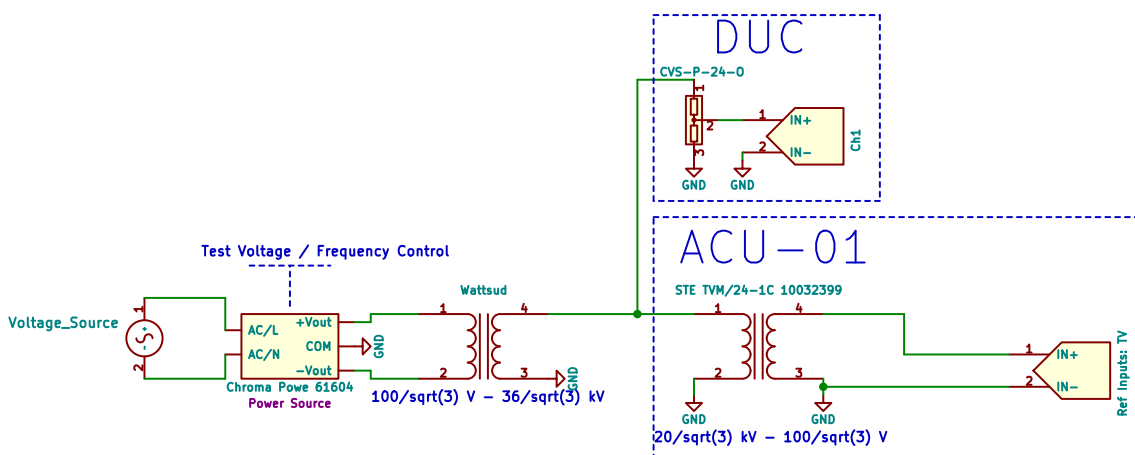 DUC
CVS-P-24-O
1
2
3
GND
1
IN+
2
IN-
GND
Ch1
ACU-01
STE TVM/24-1C 10032399
1
4
2
3
GND
GND
20/sqrt(3) kV - 100/sqrt(3) V
1
IN+
2
IN-
Ref Inputs: TV
Test Voltage / Frequency Control
Voltage_Source
1
2
AC/L
AC/N
+Vout
COM
-Vout
GND
Chroma Powe 61604
Power Source
Wattsud
1
4
2
3
GND
100/sqrt(3) V - 36/sqrt(3) kV